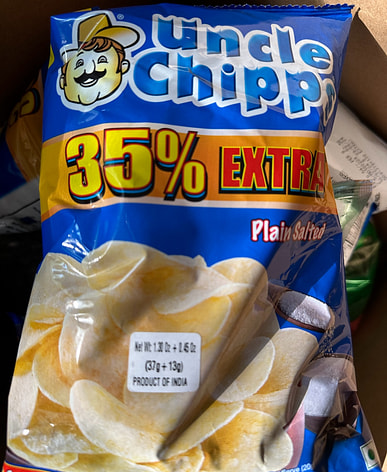 Uncle
Chipps
35% EXTRA
Plain Salted
Net Wt: 1.30 Oz + 0.45 Oz
(37g + 13g)
PRODUCT OF INDIA